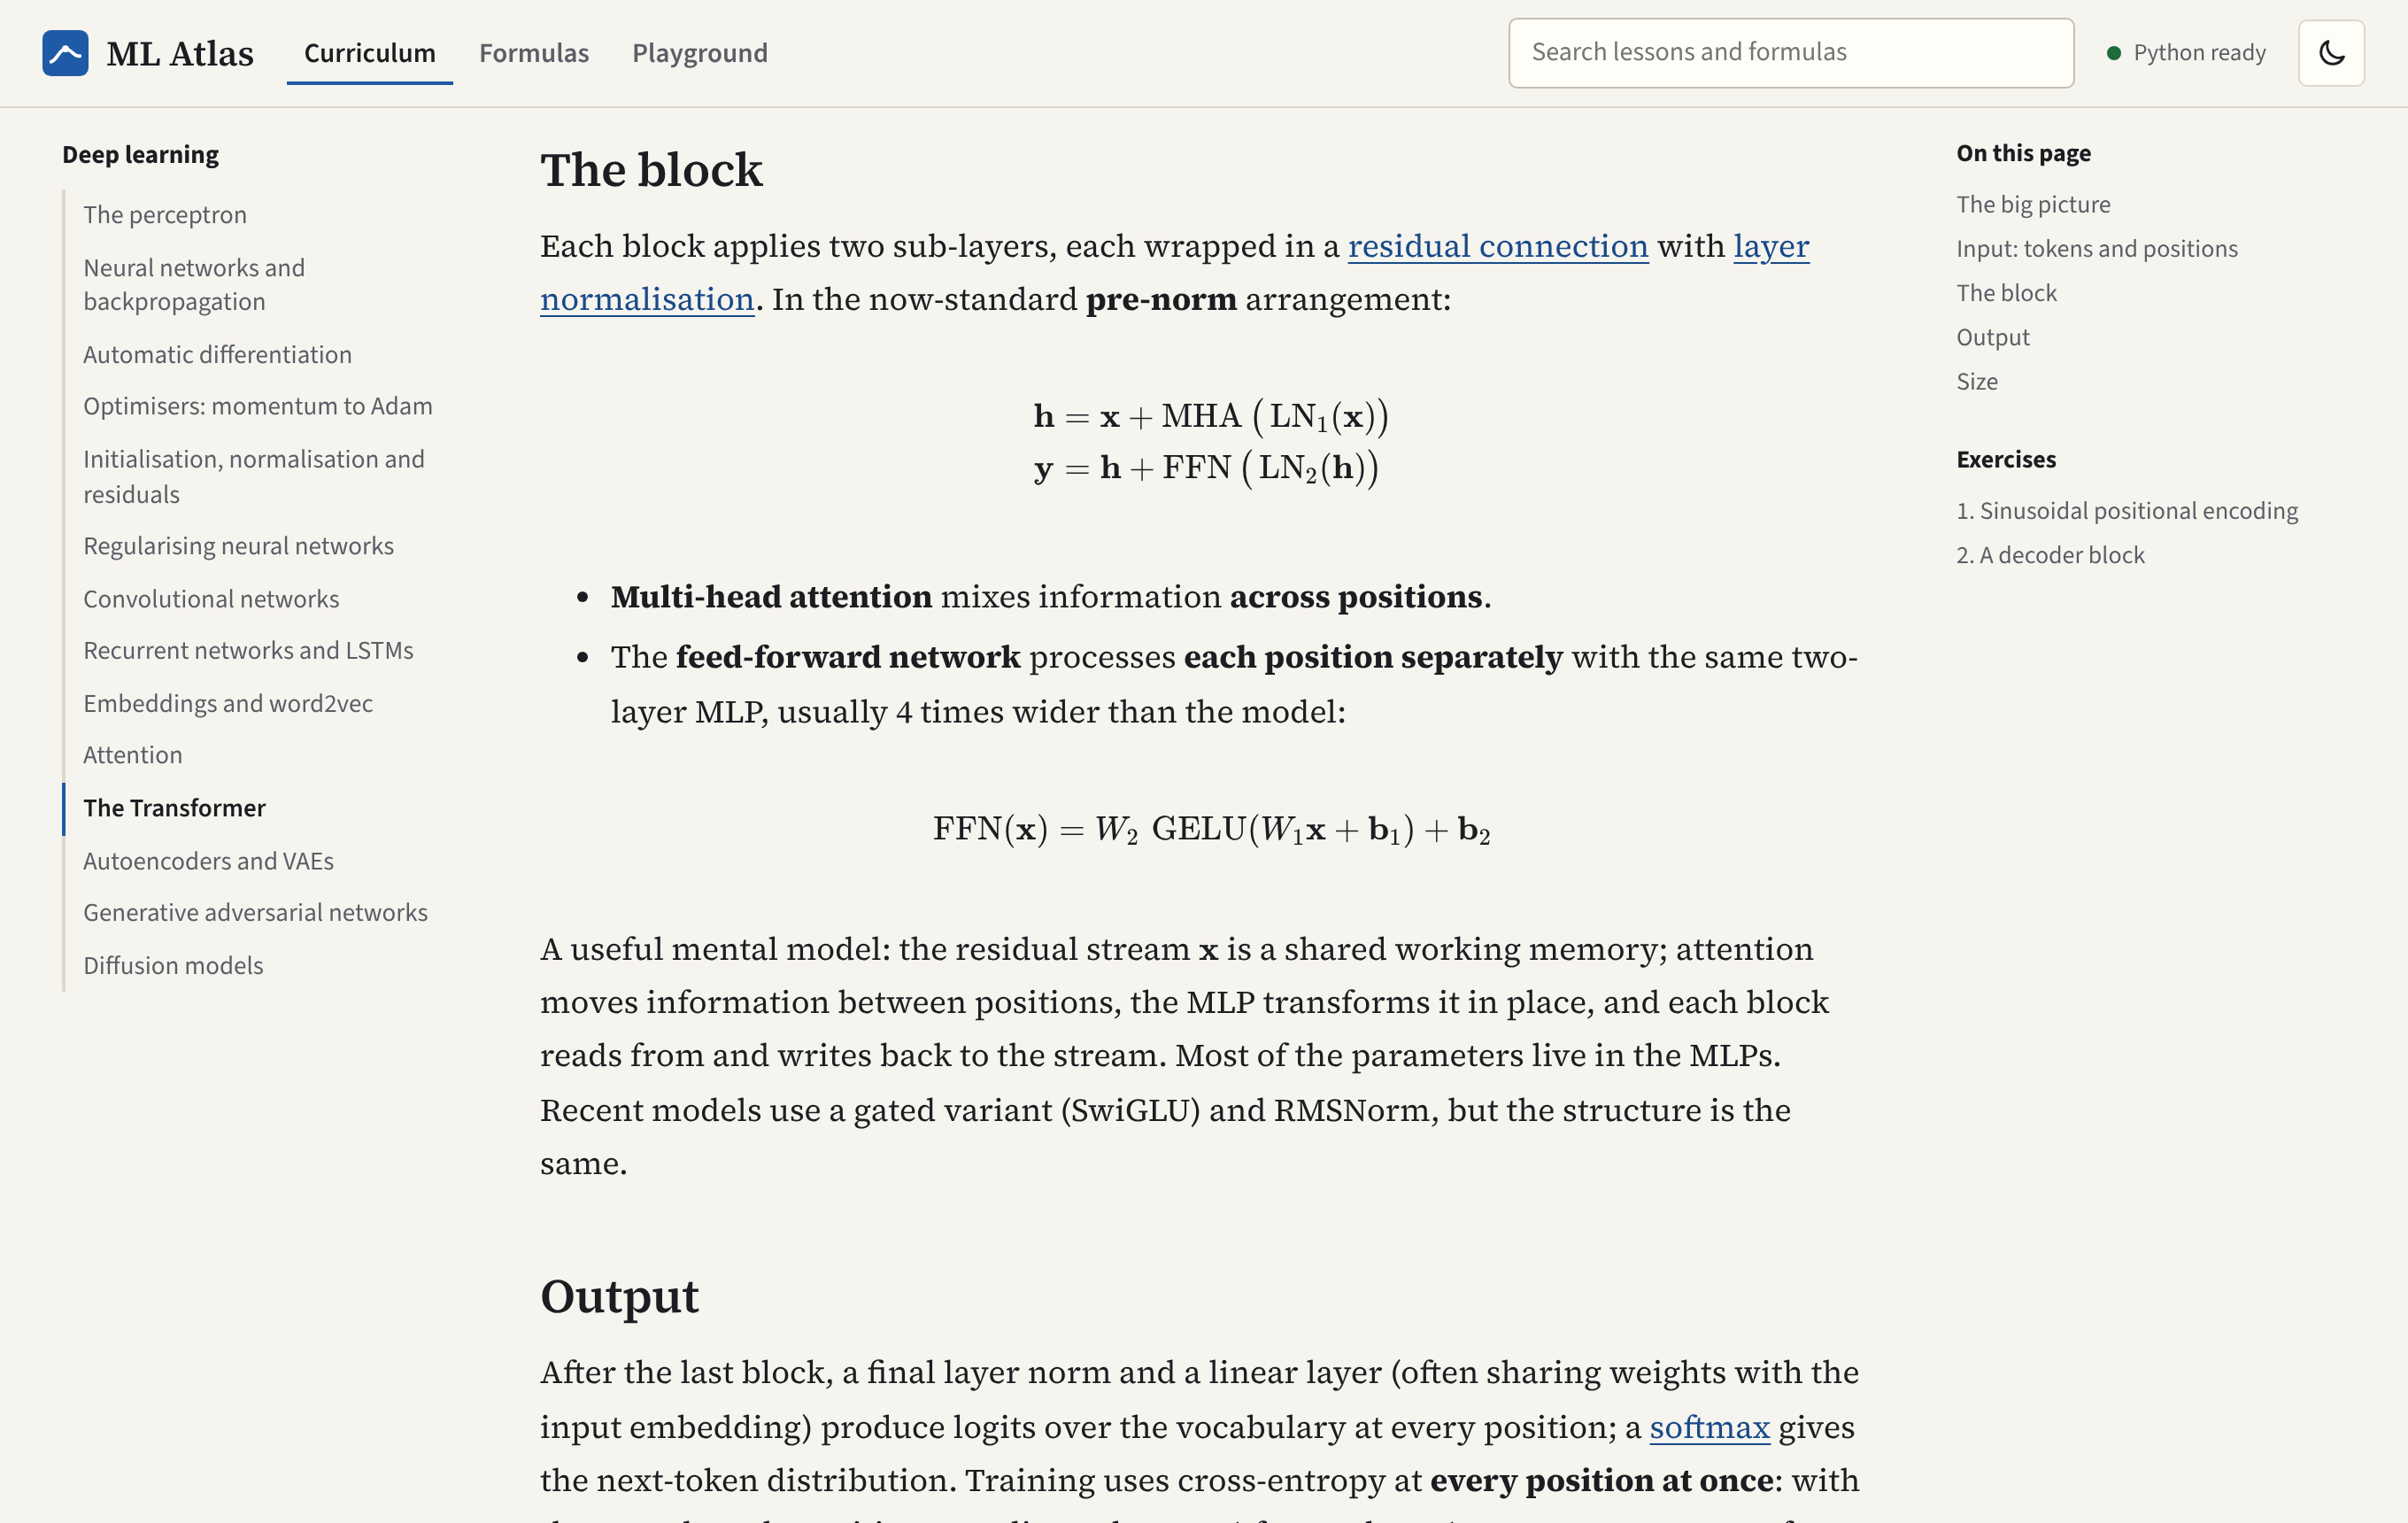 ML Atlas
Curriculum
Formulas
Playground
Search lessons and formulas
Python ready
Deep learning
The perceptron
Neural networks and
backpropagation
Automatic differentiation
Optimisers: momentum to Adam
Initialisation, normalisation and
residuals
Regularising neural networks
Convolutional networks
Recurrent networks and LSTMs
Embeddings and word2vec
Attention
The Transformer
Autoencoders and VAEs
Generative adversarial networks
Diffusion models
The block
Each block applies two sub-layers, each wrapped in a residual connection with layer
normalisation. In the now-standard pre-norm arrangement:
h = x + MHA (LN₁(x))
y = h + FFN (LN₂(h))
• Multi-head attention mixes information across positions.
• The feed-forward network processes each position separately with the same two-
layer MLP, usually 4 times wider than the model:
FFN(x) = W₂ GELU(W₁x + b₁) + b₂
A useful mental model: the residual stream x is a shared working memory; attention
moves information between positions, the MLP transforms it in place, and each block
reads from and writes back to the stream. Most of the parameters live in the MLPs.
Recent models use a gated variant (SwiGLU) and RMSNorm, but the structure is the
same.
Output
After the last block, a final layer norm and a linear layer (often sharing weights with the
input embedding) produce logits over the vocabulary at every position; a softmax gives
the next-token distribution. Training uses cross-entropy at every position at once: with
On this page
The big picture
Input: tokens and positions
The block
Output
Size
Exercises
1. Sinusoidal positional encoding
2. A decoder block